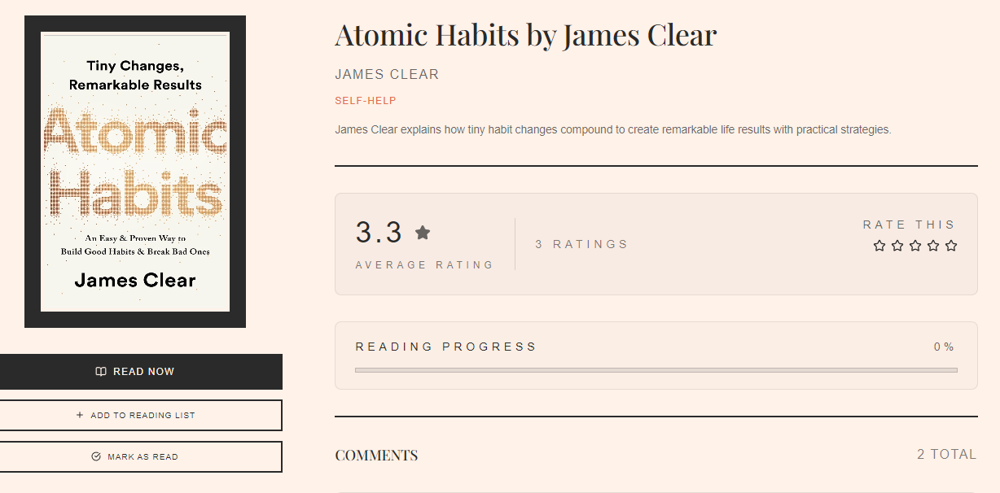 Tiny Changes,
Remarkable Results
Atomic
Habits
An Easy & Proven Way to
Build Good Habits & Break Bad Ones
James Clear
READ NOW
ADD TO READING LIST
MARK AS READ
Atomic Habits by James Clear
JAMES CLEAR
SELF-HELP
James Clear explains how tiny habit changes compound to create remarkable life results with practical strategies.
3.3
AVERAGE RATING
3 RATINGS
RATE THIS
READING PROGRESS
0%
COMMENTS
2 TOTAL